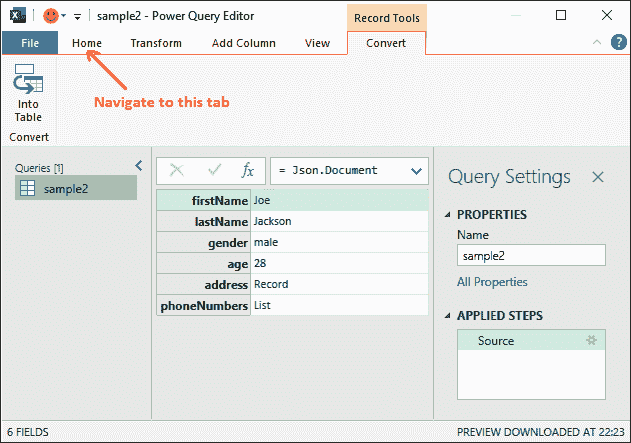 sample2 - Power Query Editor
Record Tools
File Home Transform Add Column View Convert
Navigate to this tab
Into
Table
Convert
Queries [1]
sample2
fx = Json.Document
firstName Joe
lastName Jackson
gender male
age 28
address Record
phoneNumbers List
Query Settings
PROPERTIES
Name
sample2
All Properties
APPLIED STEPS
Source
6 FIELDS
PREVIEW DOWNLOADED AT 22:23